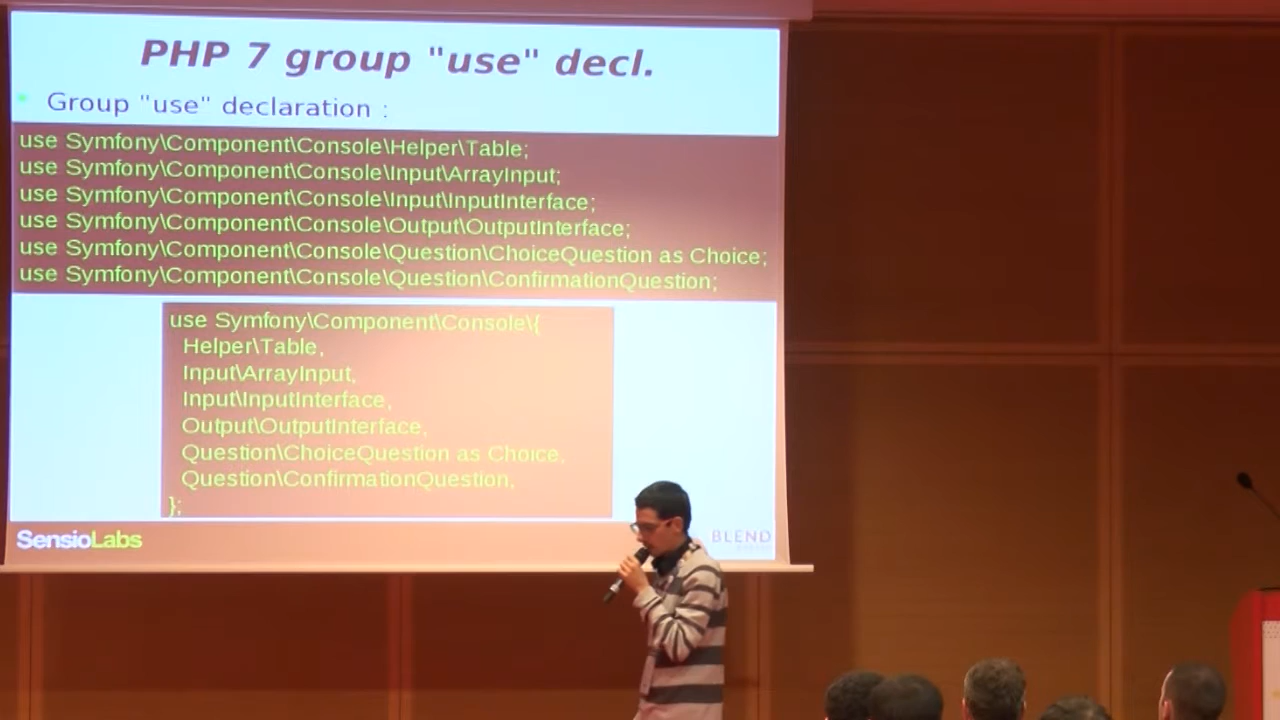 PHP 7 group "use" decl.
Group "use" declaration :
use Symfony\Component\Console\Helper\Table;
use Symfony\Component\Console\Input\ArrayInput;
use Symfony\Component\Console\Input\InputInterface;
use Symfony\Component\Console\Output\OutputInterface;
use Symfony\Component\Console\Question\ChoiceQuestion as Choice;
use Symfony\Component\Console\Question\ConfirmationQuestion;
use Symfony\Component\Console\{
Helper\Table,
Input\ArrayInput,
Input\InputInterface,
Output\OutputInterface,
Question\ChoiceQuestion as Choice,
Question\ConfirmationQuestion,
};
SensioLabs
BLEND